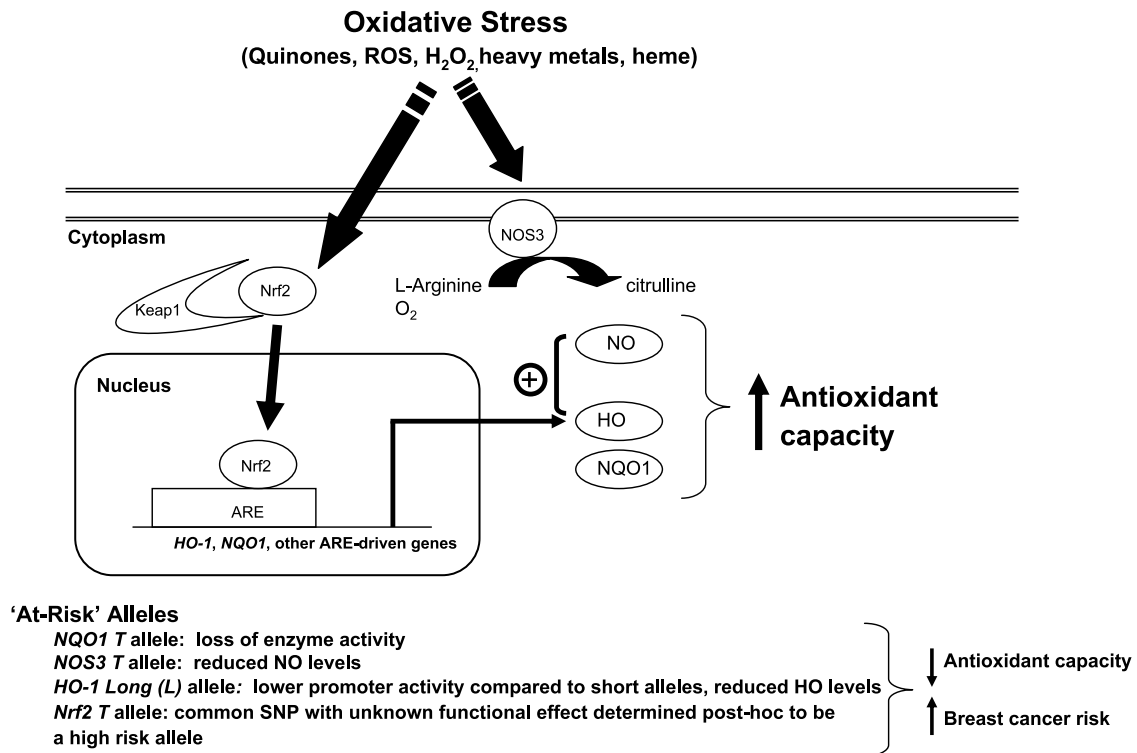 Oxidative Stress
(Quinones, ROS, H₂O₂, heavy metals, heme)
Cytoplasm
NOS3
Keap1
Nrf2
L-Arginine
O₂
citrulline
NO
Nucleus
+
HO
Antioxidant
capacity
NQO1
Nrf2
ARE
HO-1, NQO1, other ARE-driven genes
‘At-Risk’ Alleles
NQO1 T allele: loss of enzyme activity
NOS3 T allele: reduced NO levels
HO-1 Long (L) allele: lower promoter activity compared to short alleles, reduced HO levels
Nrf2 T allele: common SNP with unknown functional effect determined post-hoc to be
a high risk allele
Antioxidant capacity
Breast cancer risk